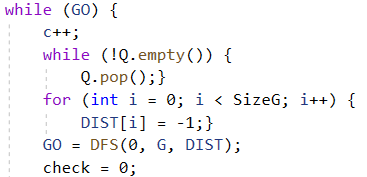 while (GO) {
c++;
while (!Q.empty()) {
Q.pop();}
for (int i = 0; i < SizeG; i++) {
DIST[i] = -1;}
GO = DFS(0, G, DIST);
check = 0;